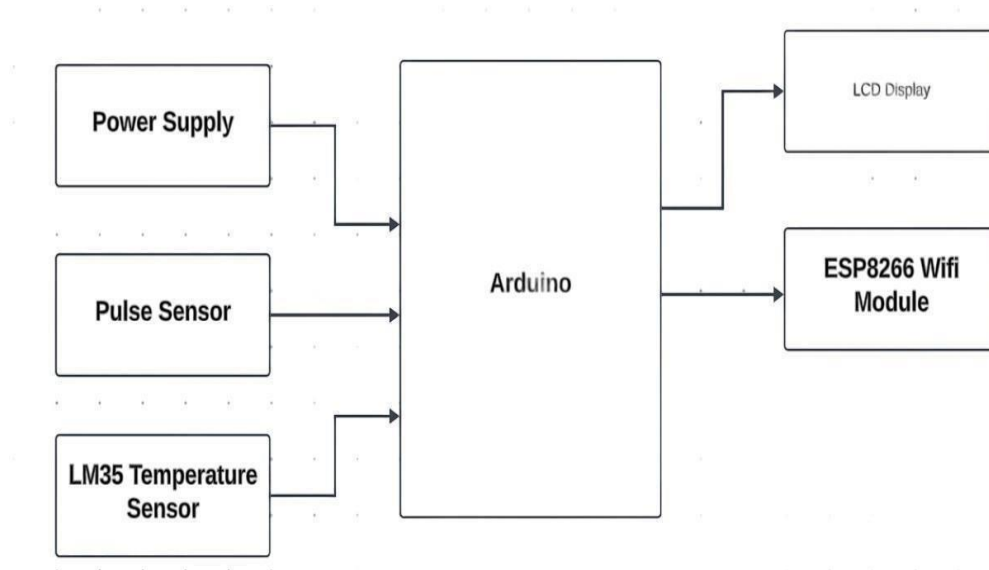 Power Supply
Pulse Sensor
LM35 Temperature
Sensor
Arduino
LCD Display
ESP8266 Wifi
Module